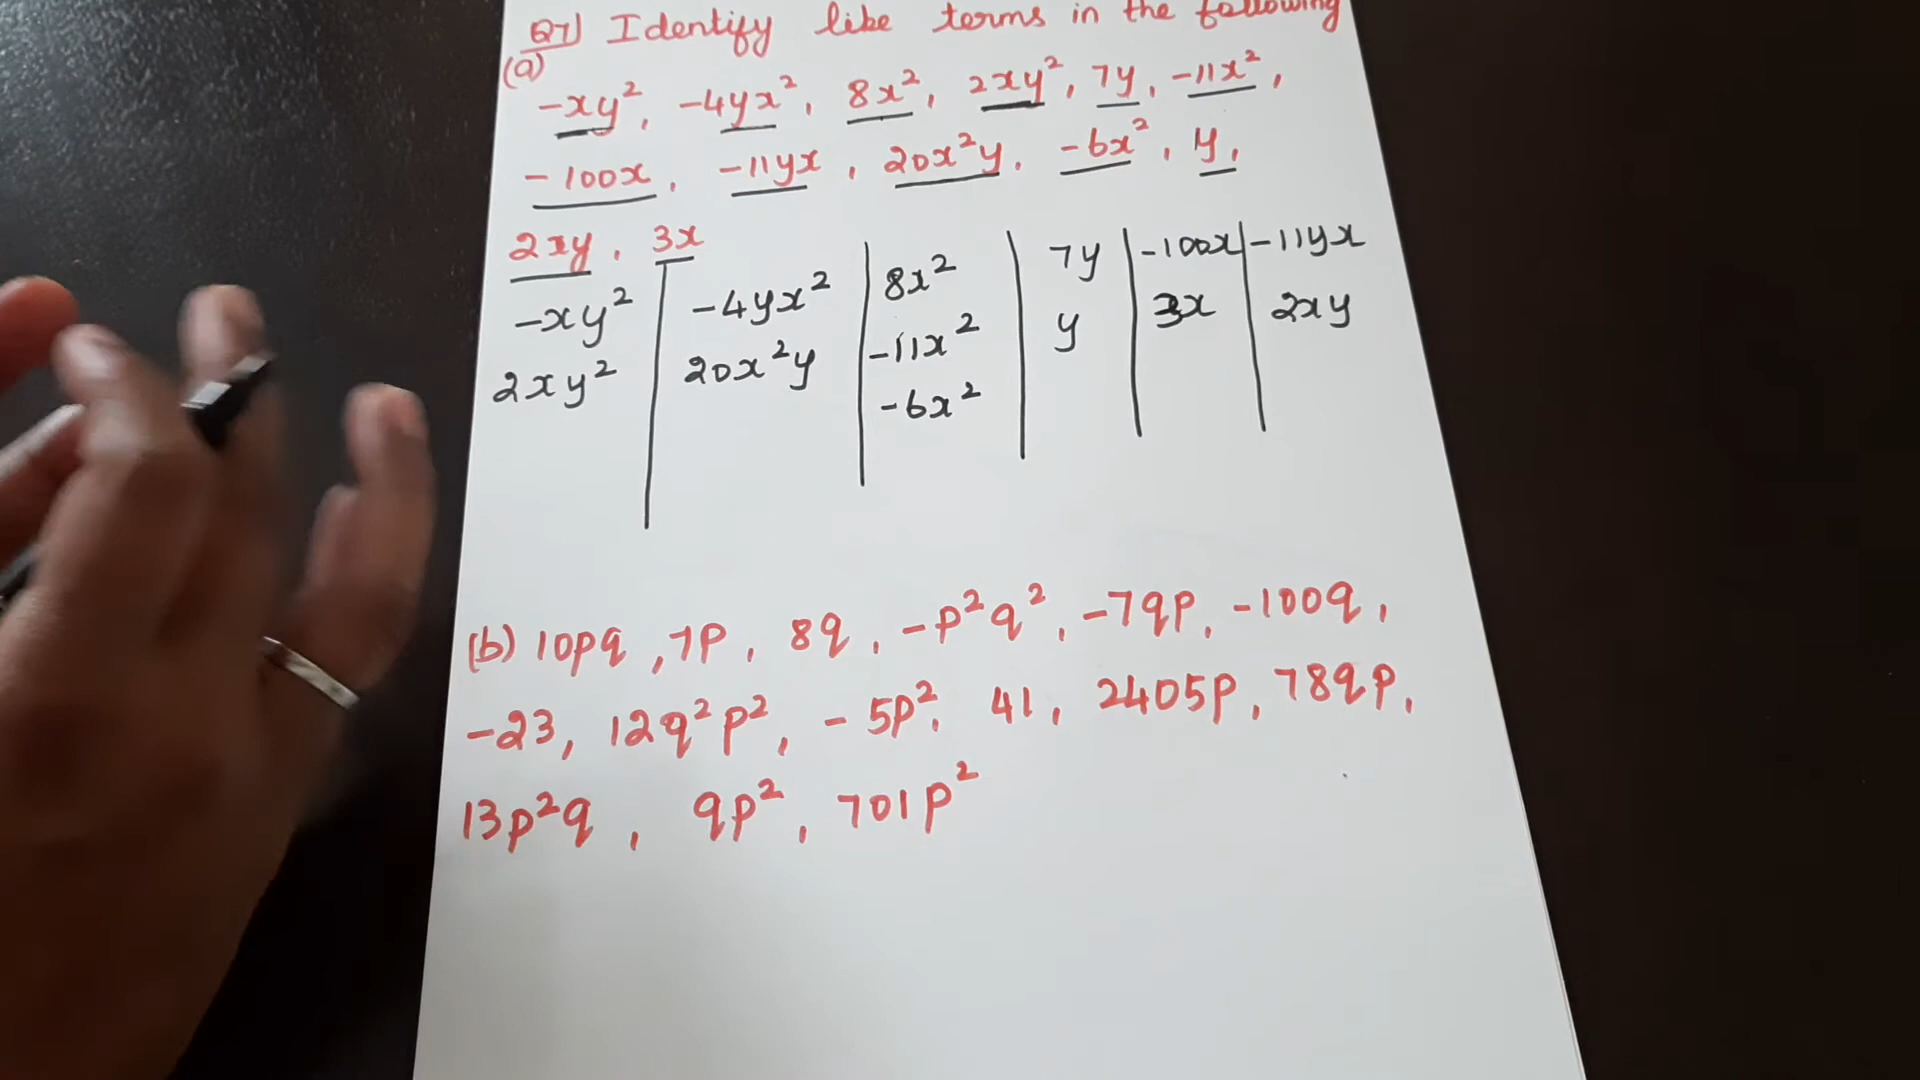 Q7) Identify like terms in the following
(a)
-xy², -4yx², 8x², 2xy², 7y, -11x²,
-100x, -11yx, 20x²y, -6x², y,
2xy, 3x
-xy² -4yx² 8x² 7y -100x -11yx
2xy² 20x²y -11x² y 3x 2xy
-6x²
(b) 10pq, 7p, 8q, -p²q², -7qp, -100q,
-23, 12q²p², -5p², 41, 2405p, 78qp,
13p²q, qp², 701p²